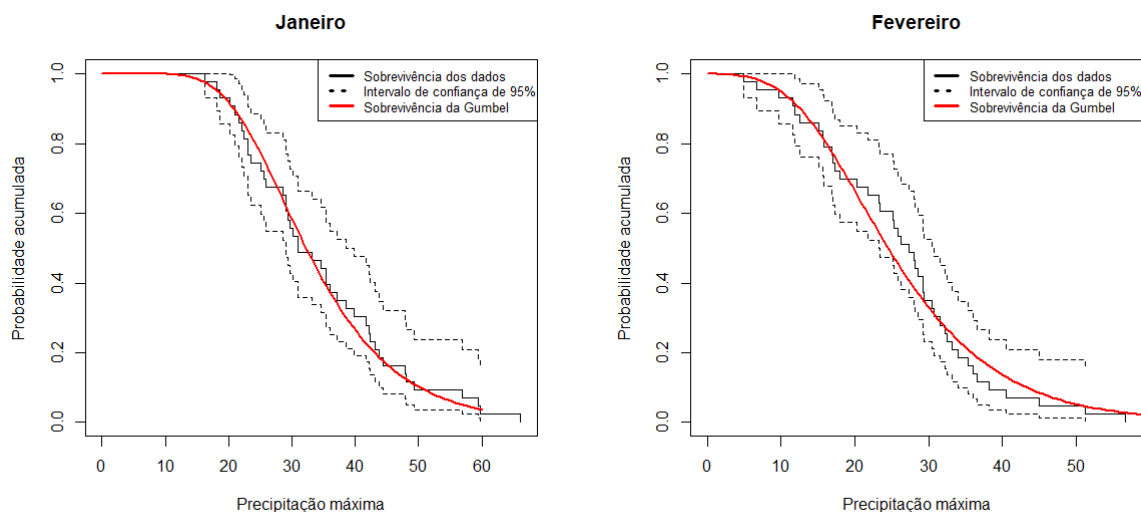 Janeiro
Sobrevivência dos dados
Intervalo de confiança de 95%
Sobrevivência da Gumbel
Probabilidade acumulada
1.0
0.8
0.6
0.4
0.2
0.0
0 10 20 30 40 50 60
Precipitação máxima
Fevereiro
Sobrevivência dos dados
Intervalo de confiança de 95%
Sobrevivência da Gumbel
Probabilidade acumulada
1.0
0.8
0.6
0.4
0.2
0.0
0 10 20 30 40 50
Precipitação máxima